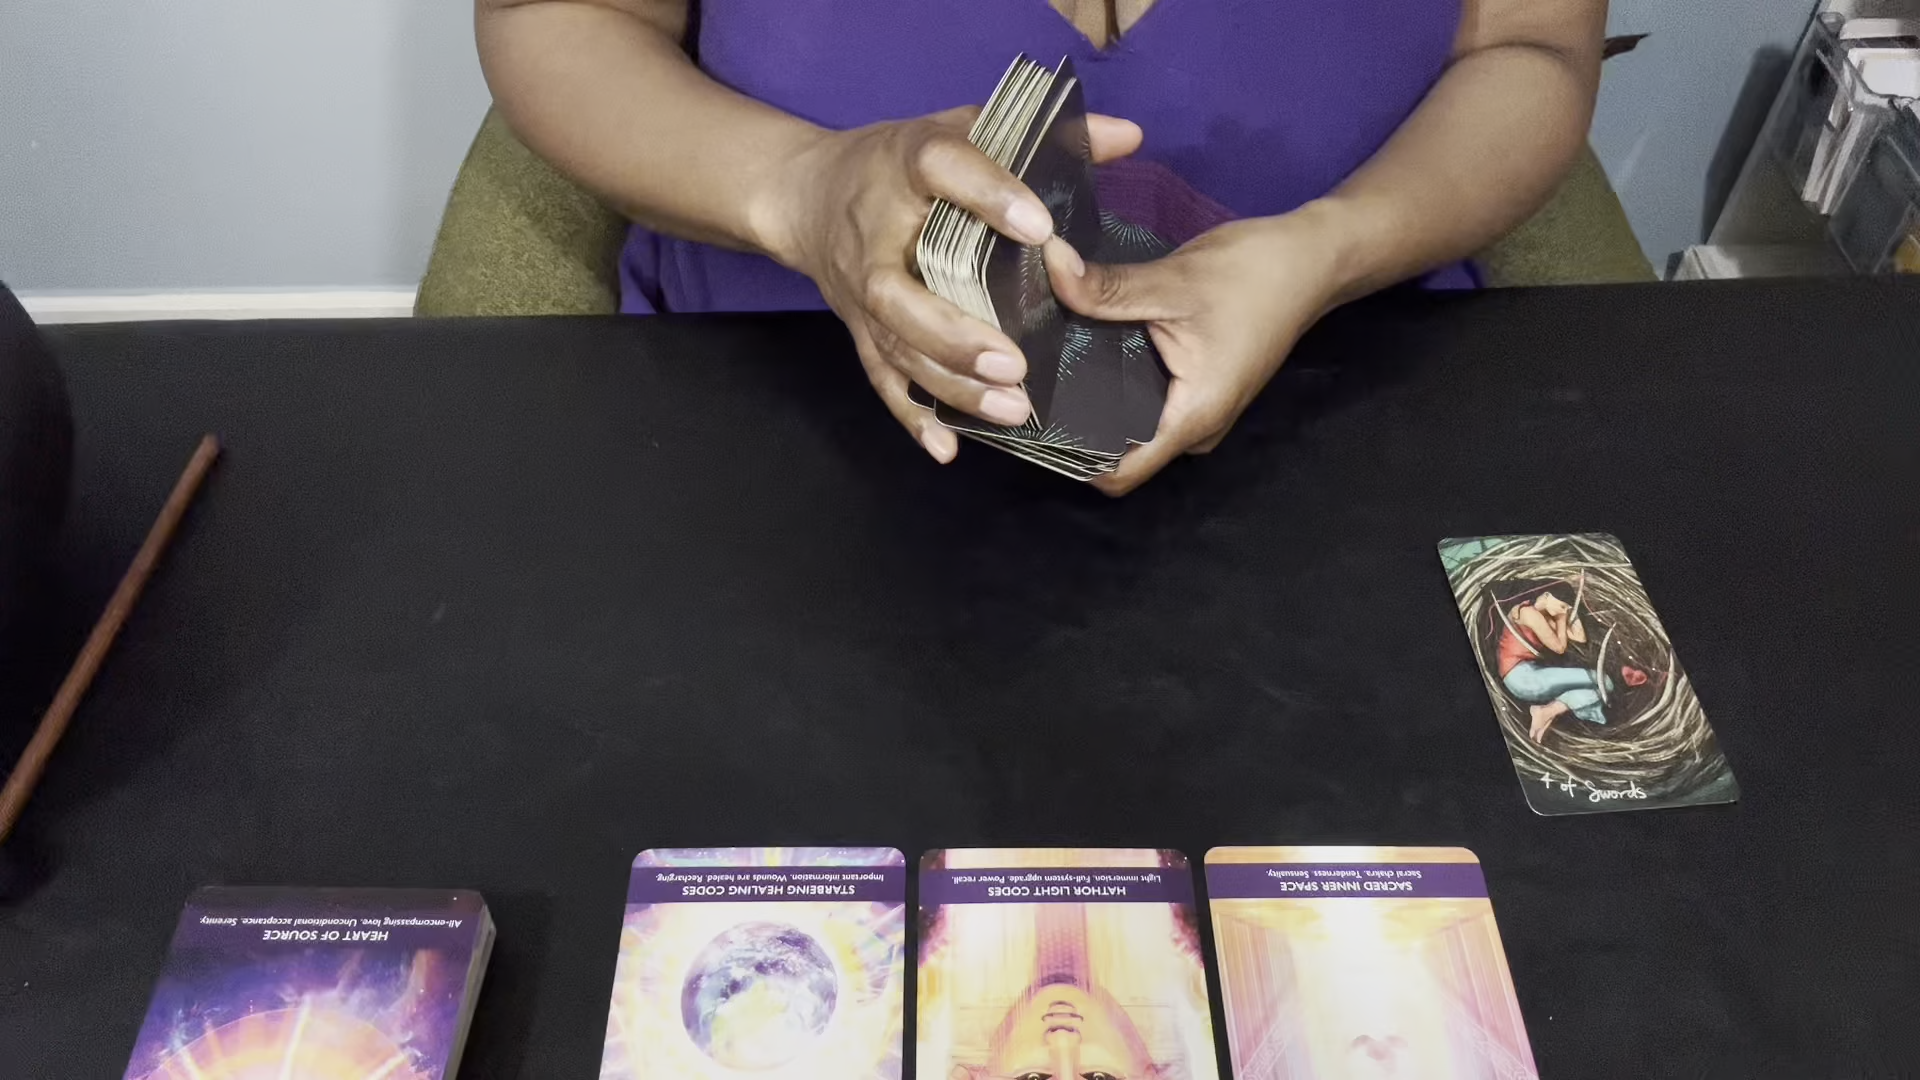 4 of Swords
Important information. Wounds are healed. Recharging.
STARBEING HEALING CODES
Light immersion. Full-system upgrade. Power recall.
HATHOR LIGHT CODES
Sacral chakra. Tenderness. Sensuality.
SACRED INNER SPACE
All-encompassing love. Unconditional acceptance. Serenity.
HEART OF SOURCE